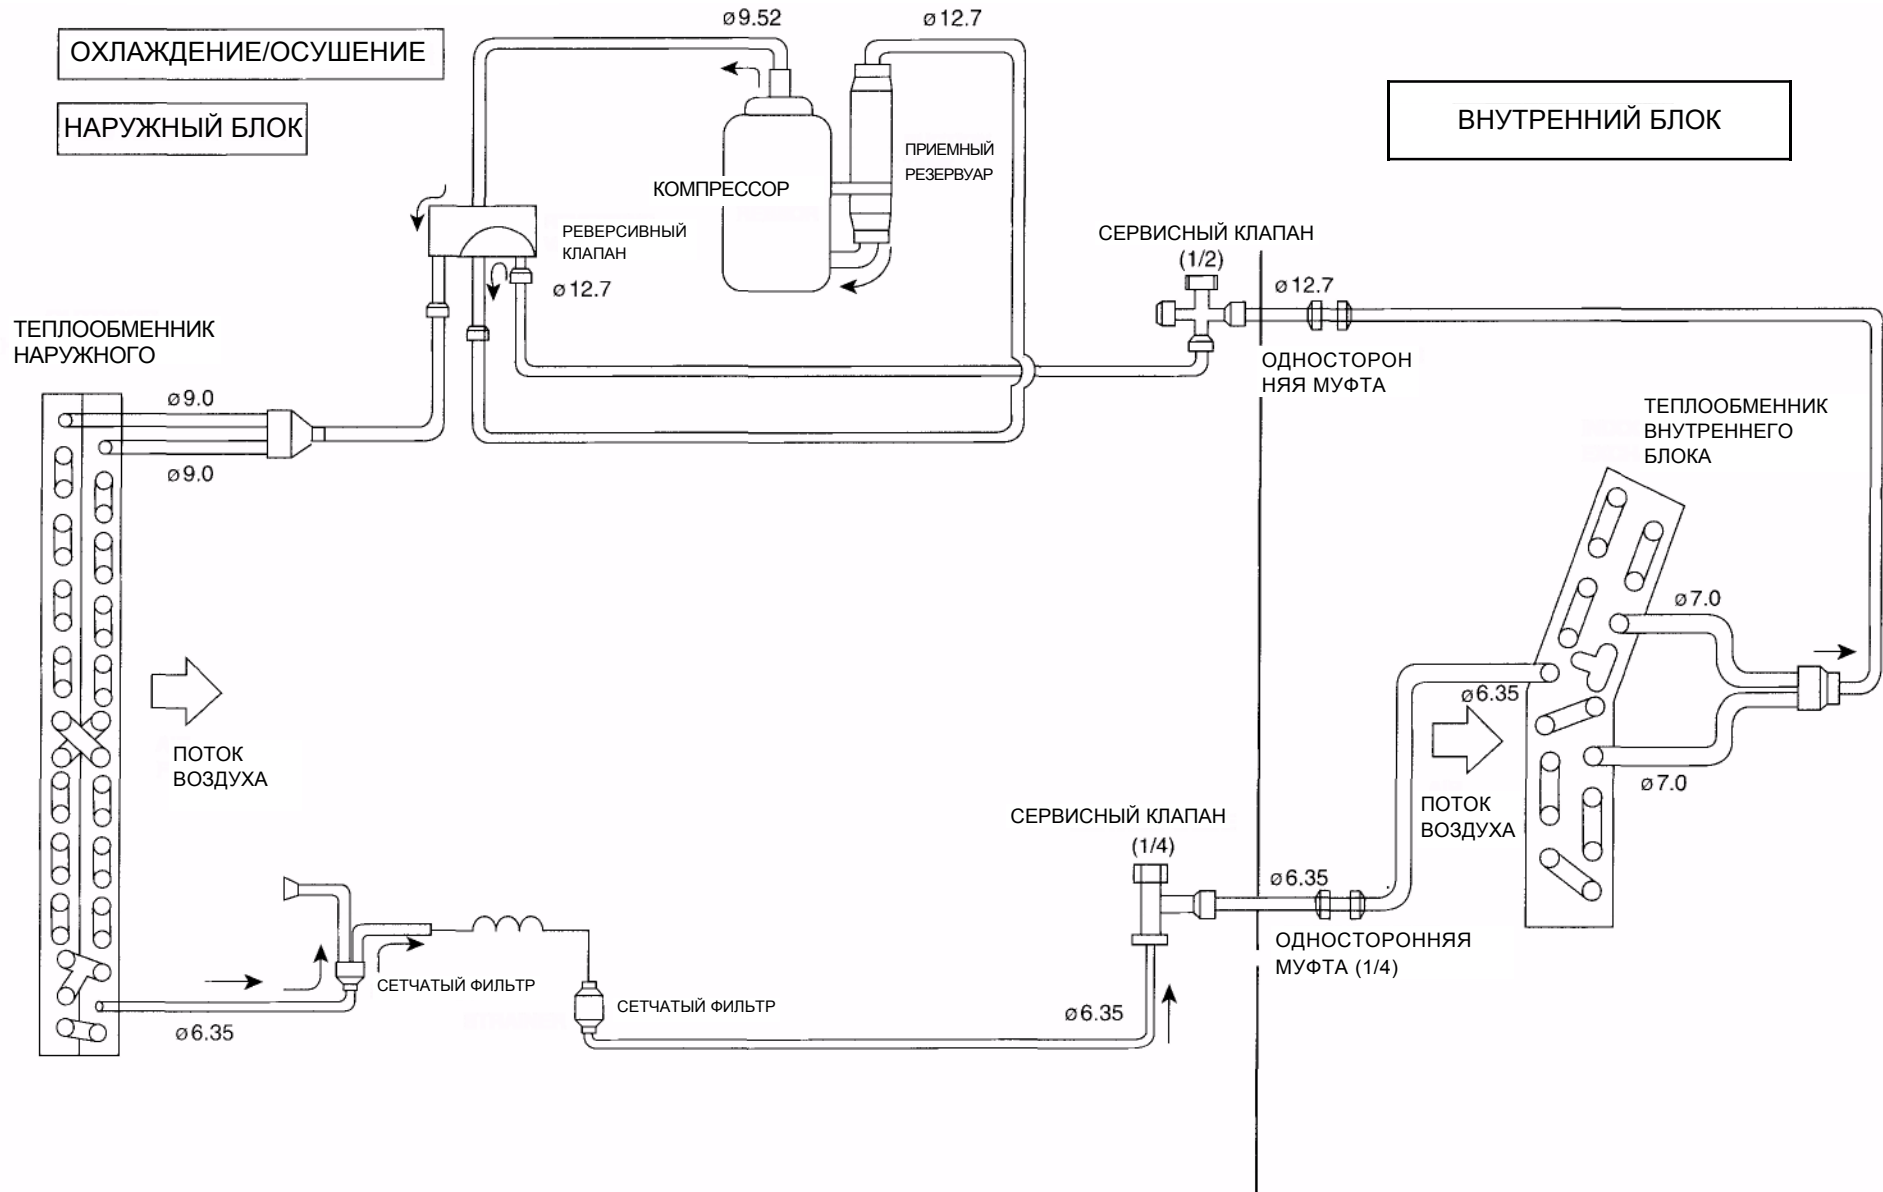 ø9.52
ø12.7
ОХЛАЖДЕНИЕ/ОСУШЕНИЕ
НАРУЖНЫЙ БЛОК
ВНУТРЕННИЙ БЛОК
ПРИЕМНЫЙ
РЕЗЕРВУАР
КОМПРЕССОР
РЕВЕРСИВНЫЙ
КЛАПАН
ø12.7
СЕРВИСНЫЙ КЛАПАН
(1/2)
ø12.7
ОДНОСТОРОН
НЯЯ МУФТА
ТЕПЛООБМЕННИК
НАРУЖНОГО
ø9.0
ø9.0
ТЕПЛООБМЕННИК
ВНУТРЕННЕГО
БЛОКА
ø7.0
ø6.35
ø7.0
ПОТОК
ВОЗДУХА
ПОТОК
ВОЗДУХА
СЕРВИСНЫЙ КЛАПАН
(1/4)
ø6.35
ОДНОСТОРОННЯЯ
МУФТА (1/4)
СЕТЧАТЫЙ ФИЛЬТР
СЕТЧАТЫЙ ФИЛЬТР
ø6.35
ø6.35